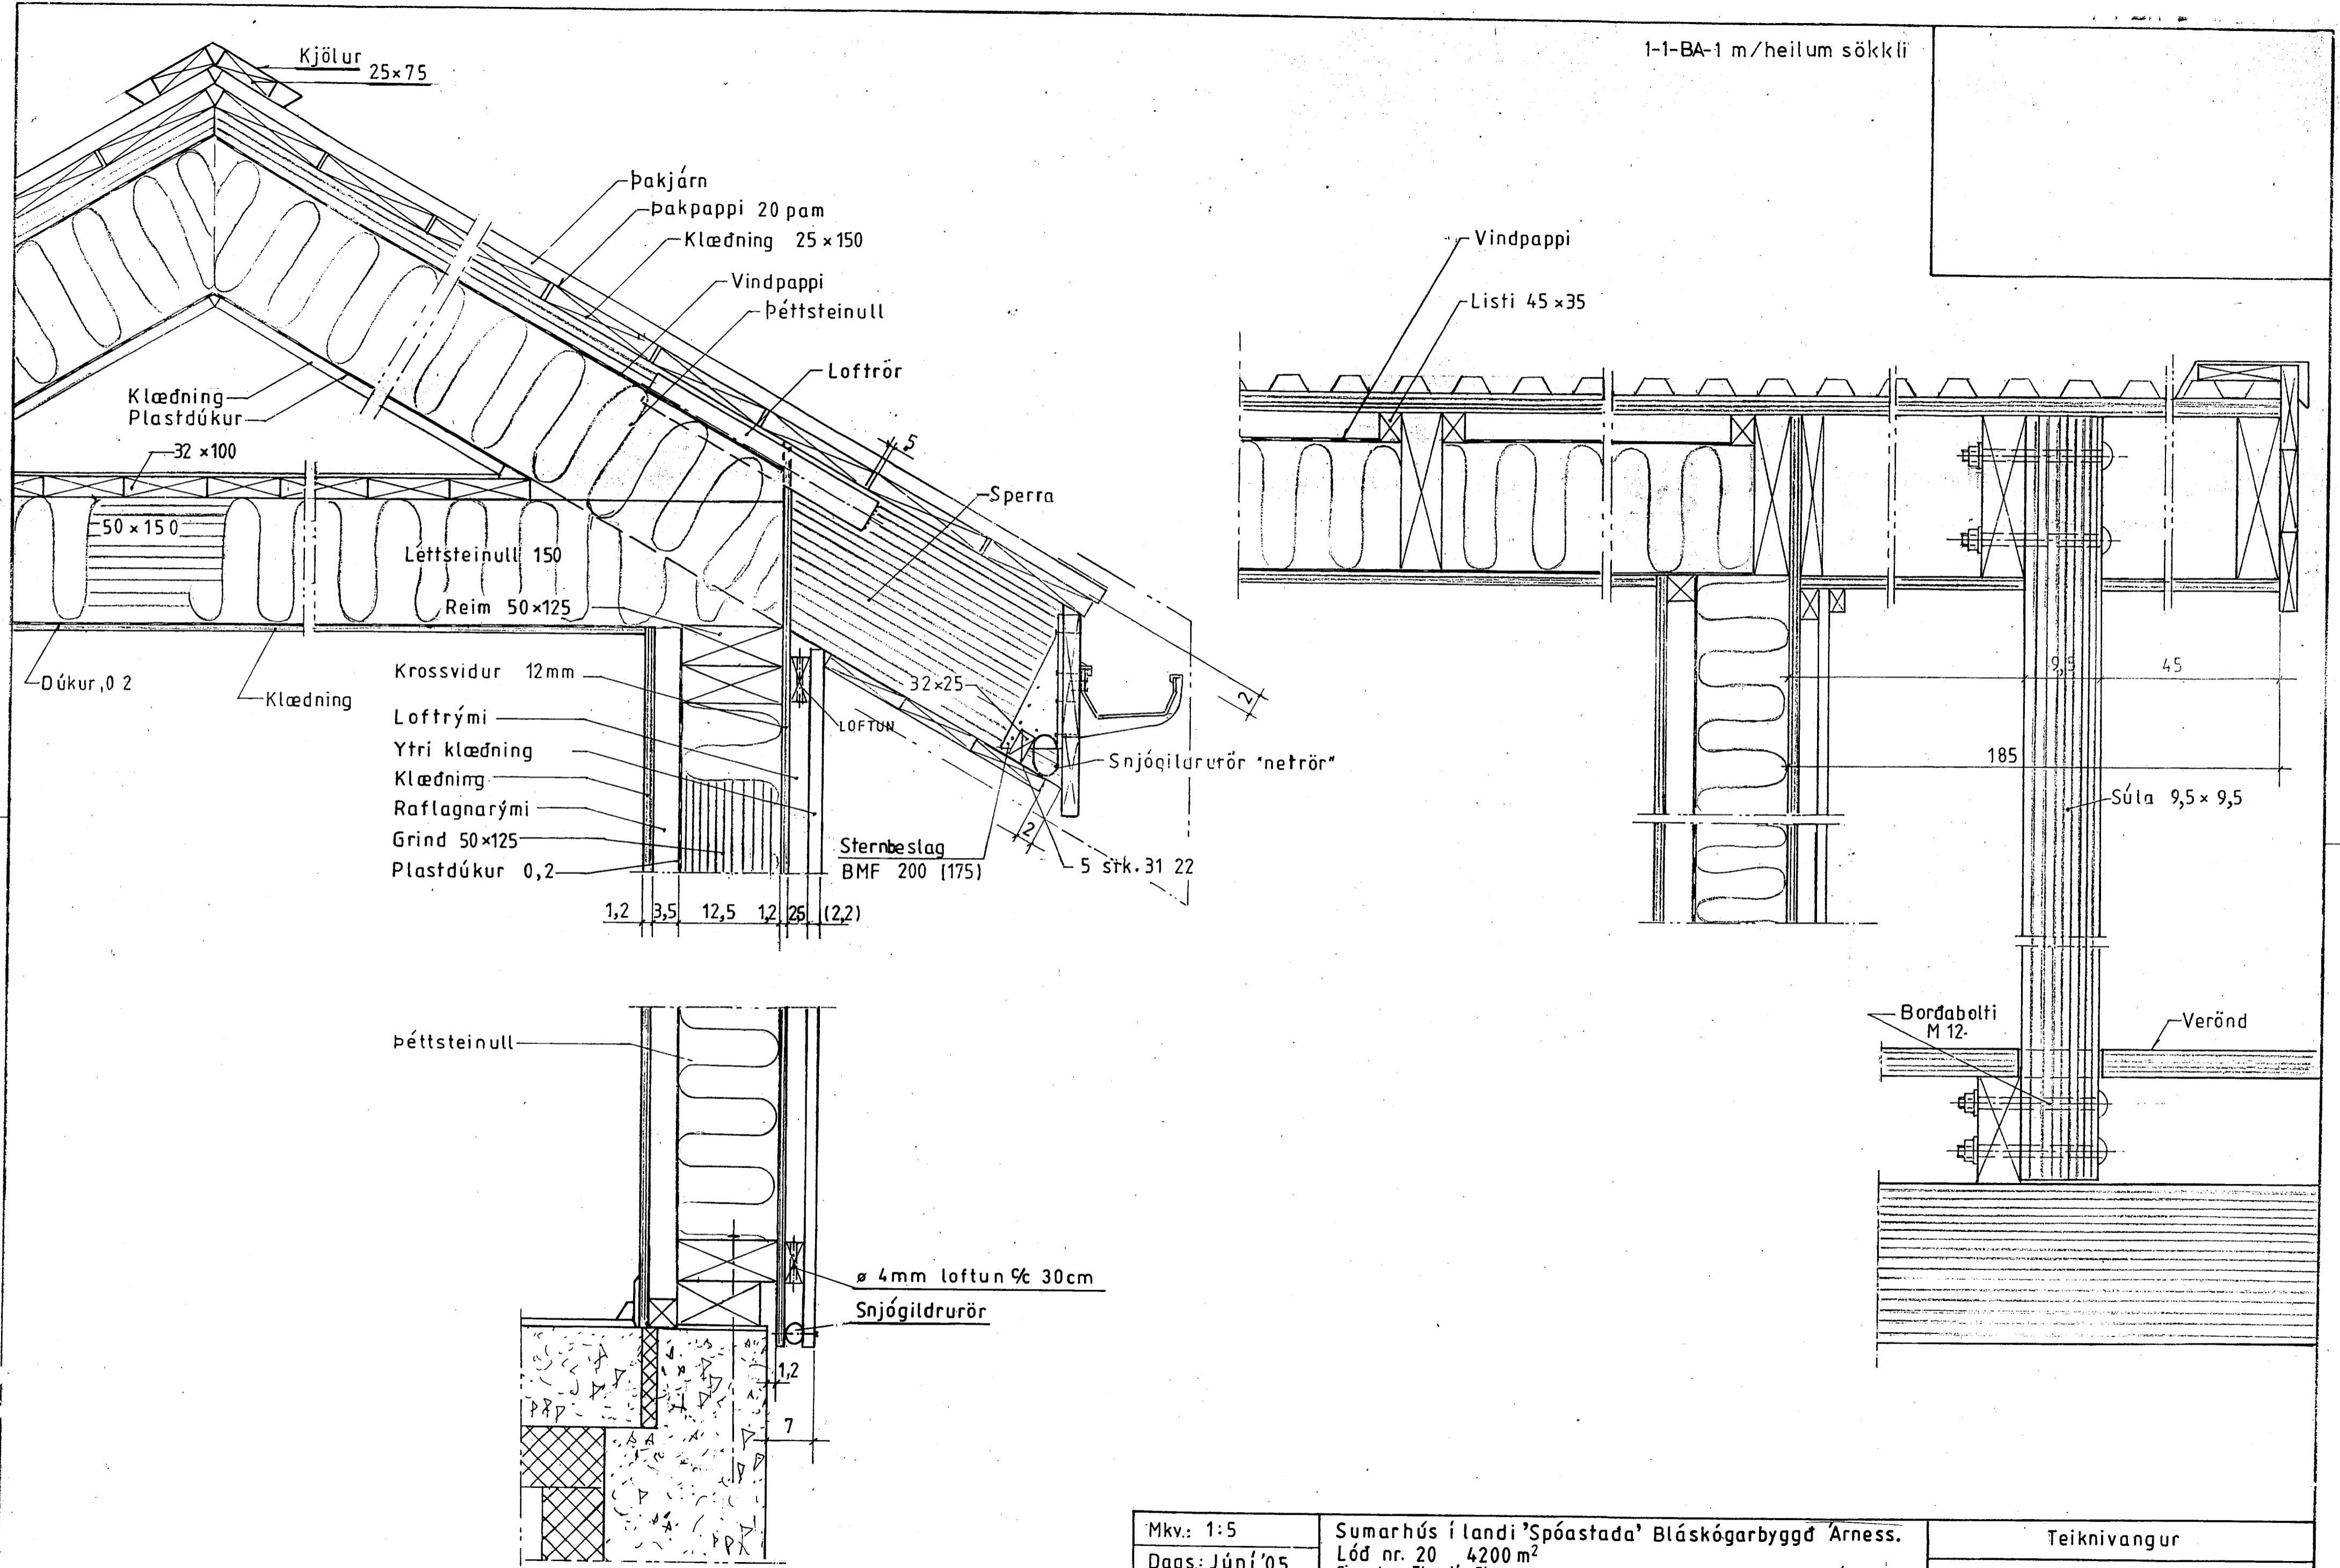 1-1-BA-1 m/heilum sökkli
Kjölur
25×75
Þakjárn
Þakpappi 20 pam
Klæðning 25×150
Vindpappi
Þéttsteinull
Loftrör
5
Sperra
Klæðning
Plastdúkur
32×100
50×150
Léttsteinull 150
Reim 50×125
Dúkur,0 2
Klæðning
Krossviður 12mm
Loftrými
Ytri klæðning
Klæðning
Raflagnarými
Grind 50×125
Plastdúkur 0,2
LOFTUN
32×25
2
Snjógildrurör "netrör"
2
Sternbeslag
BMF 200 (175)
5 stk. 31 22
1,2 3,5 12,5 1,2 2,5 (2,2)
Vindpappi
Listi 45×35
9,5
45
185
Súla 9,5×9,5
Borðabolti
M 12
Verönd
Þéttsteinull
ø 4mm loftun c/c 30cm
Snjógildrurör
1,2
7
Mkv.: 1:5
Dags.: Júní '05
Sumarhús í landi 'Spóastaða' Bláskógarbyggð Árness.
Lóð nr. 20 4200 m²
Teiknivangur